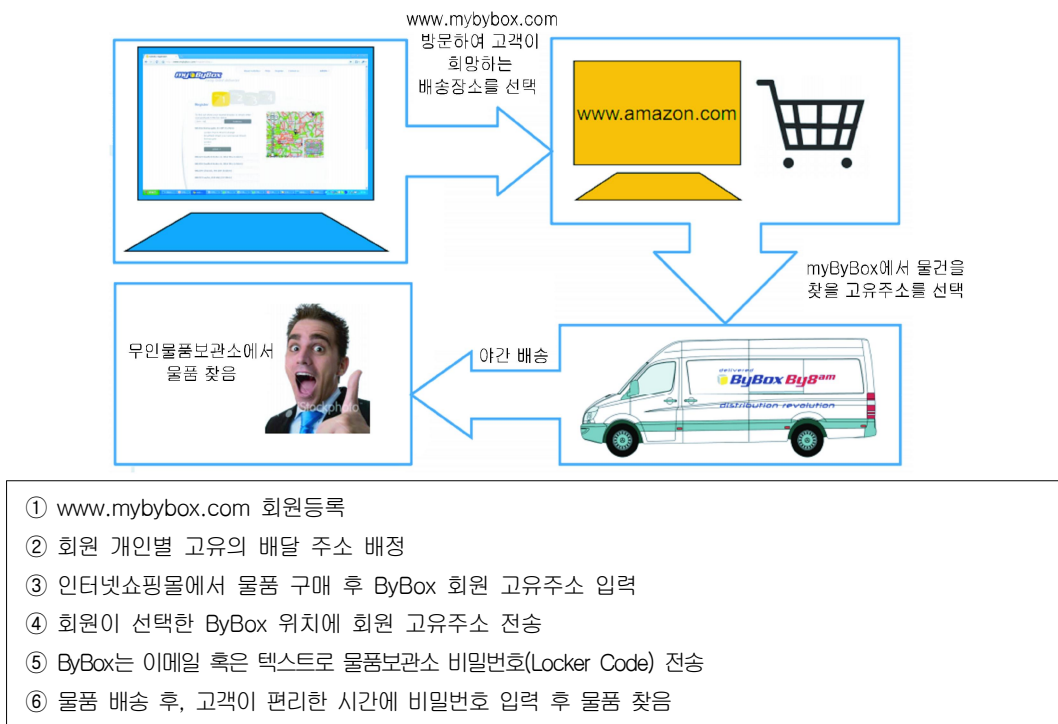 www.mybybox.com
방문하여 고객이
희망하는
배송장소를 선택
my ByBox
Register
www.amazon.com
myByBox에서 물건을
찾을 고유주소를 선택
무인물품보관소에서
물품 찾음
iStockphoto
야간 배송
delivered
ByBox By8am
distribution revolution
① www.mybybox.com 회원등록
② 회원 개인별 고유의 배달 주소 배정
③ 인터넷쇼핑몰에서 물품 구매 후 ByBox 회원 고유주소 입력
④ 회원이 선택한 ByBox 위치에 회원 고유주소 전송
⑤ ByBox는 이메일 혹은 텍스트로 물품보관소 비밀번호(Locker Code) 전송
⑥ 물품 배송 후, 고객이 편리한 시간에 비밀번호 입력 후 물품 찾음